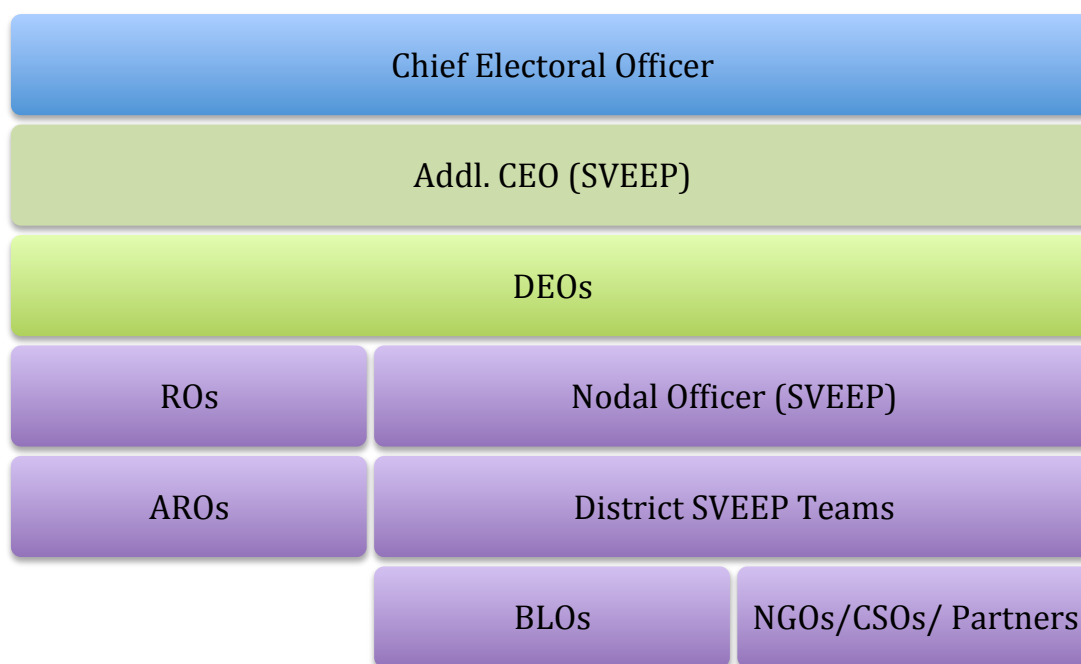 Chief Electoral Officer
Addl. CEO (SVEEP)
DEOs
ROs
Nodal Officer (SVEEP)
AROs
District SVEEP Teams
BLOs
NGOs/CSOs/ Partners